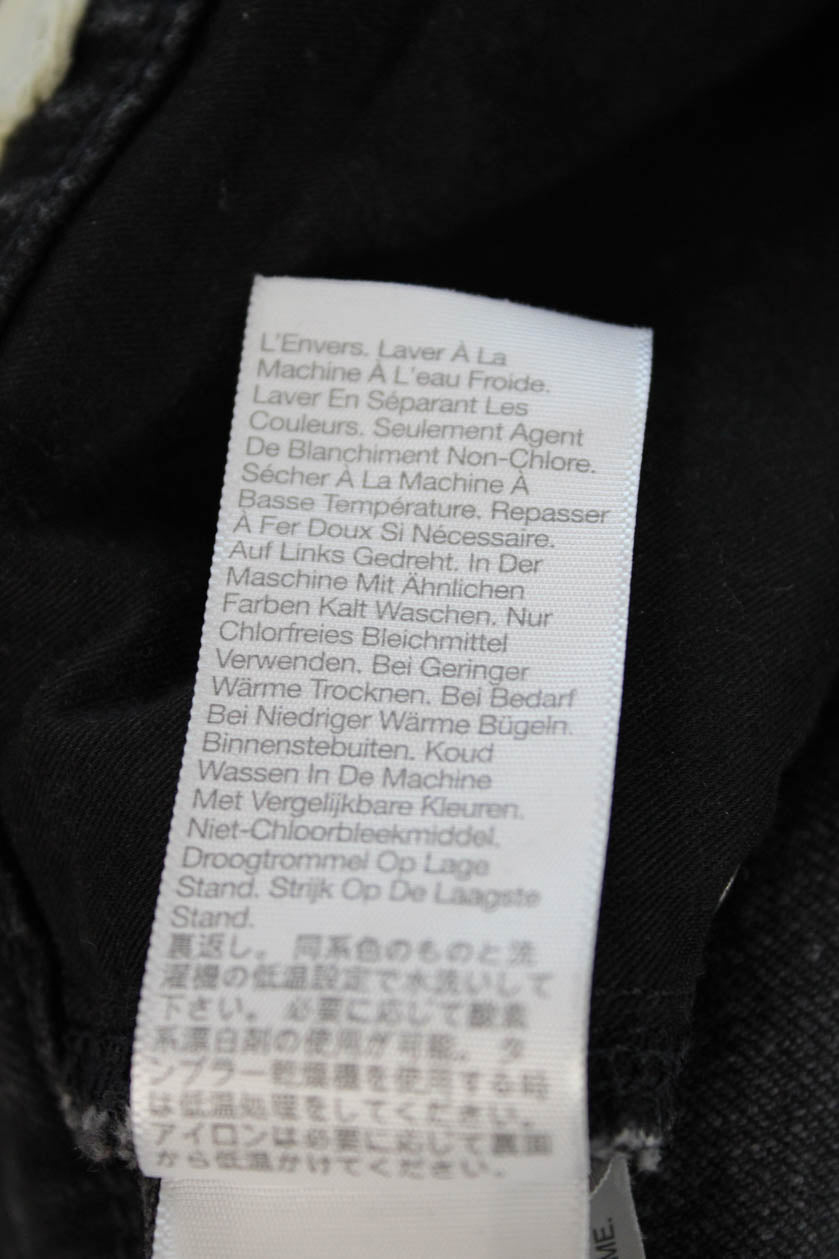 L'Envers. Laver À La
Machine À L'eau Froide.
Laver En Séparant Les
Couleurs. Seulement Agent
De Blanchiment Non-Chlore.
Sécher À La Machine À
Basse Température. Repasser
À Fer Doux Si Nécessaire.
Auf Links Gedreht. In Der
Maschine Mit Ähnlichen
Farben Kalt Waschen. Nur
Chlorfreies Bleichmittel
Verwenden. Bei Geringer
Wärme Trocknen. Bei Bedarf
Bei Niedriger Wärme Bügeln.
Binnenstebuiten. Koud
Wassen In De Machine
Met Vergelijkbare Kleuren.
Niet-Chloorbleekmiddel.
Droogtrommel Op Lage
Stand. Strijk Op De Laagste
Stand.
裏返し。 同系色のものと洗
濯機の低温設定で水洗いして
下さい。 必要に応じて酸素
系漂白剤の使用が可能。 タ
ンブラー乾燥機を使用する時
は低温処理をしてください。
アイロンは必要に応じて裏面
から低温かけてください。
ME.